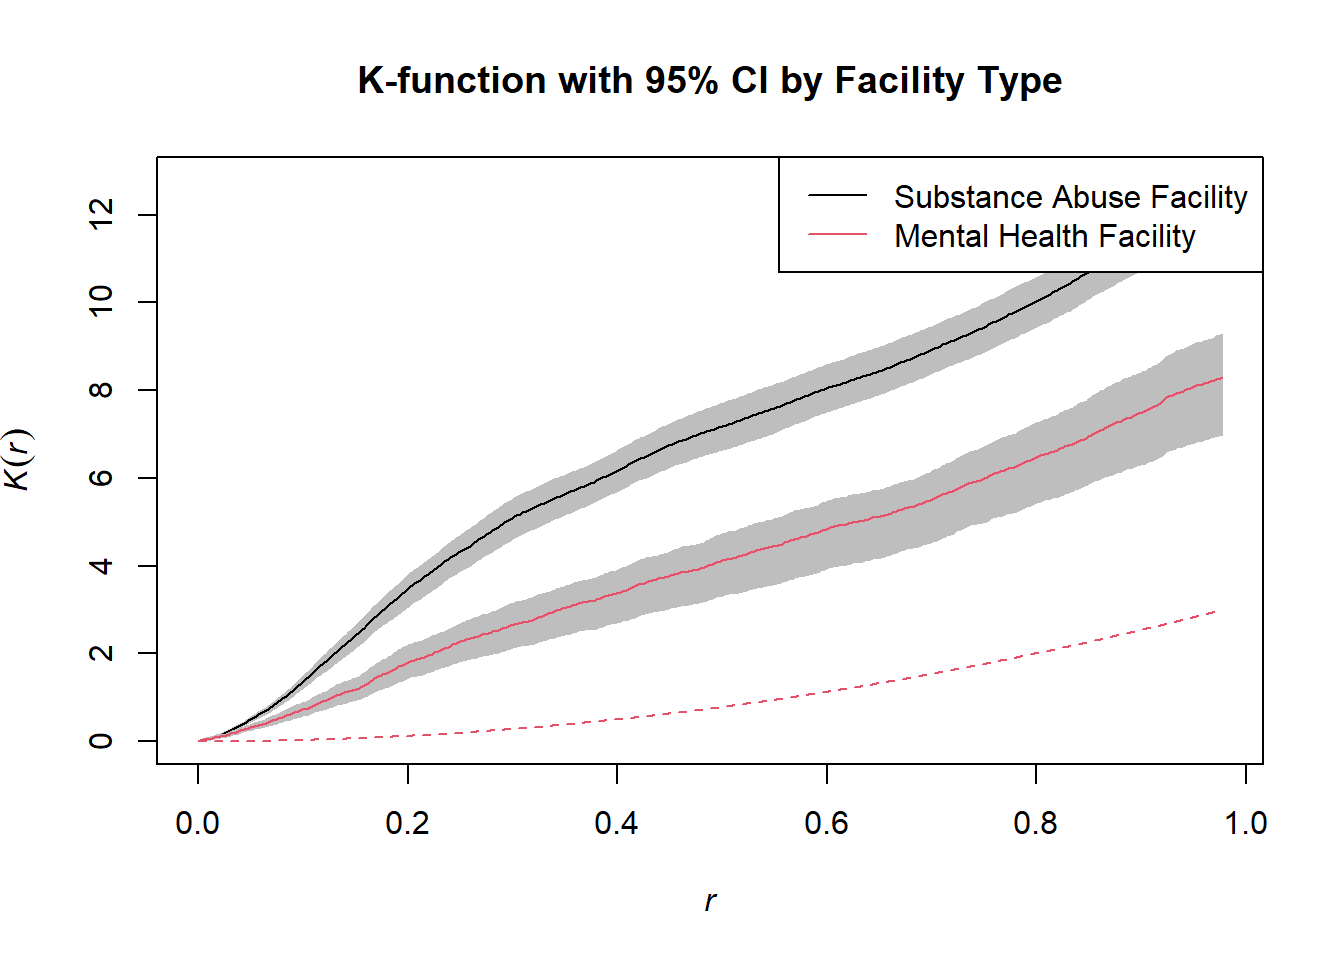 K-function with 95% CI by Facility Type
Substance Abuse Facility
Mental Health Facility
12
10
8
6
4
2
0
K(r)
0.0 0.2 0.4 0.6 0.8 1.0
r